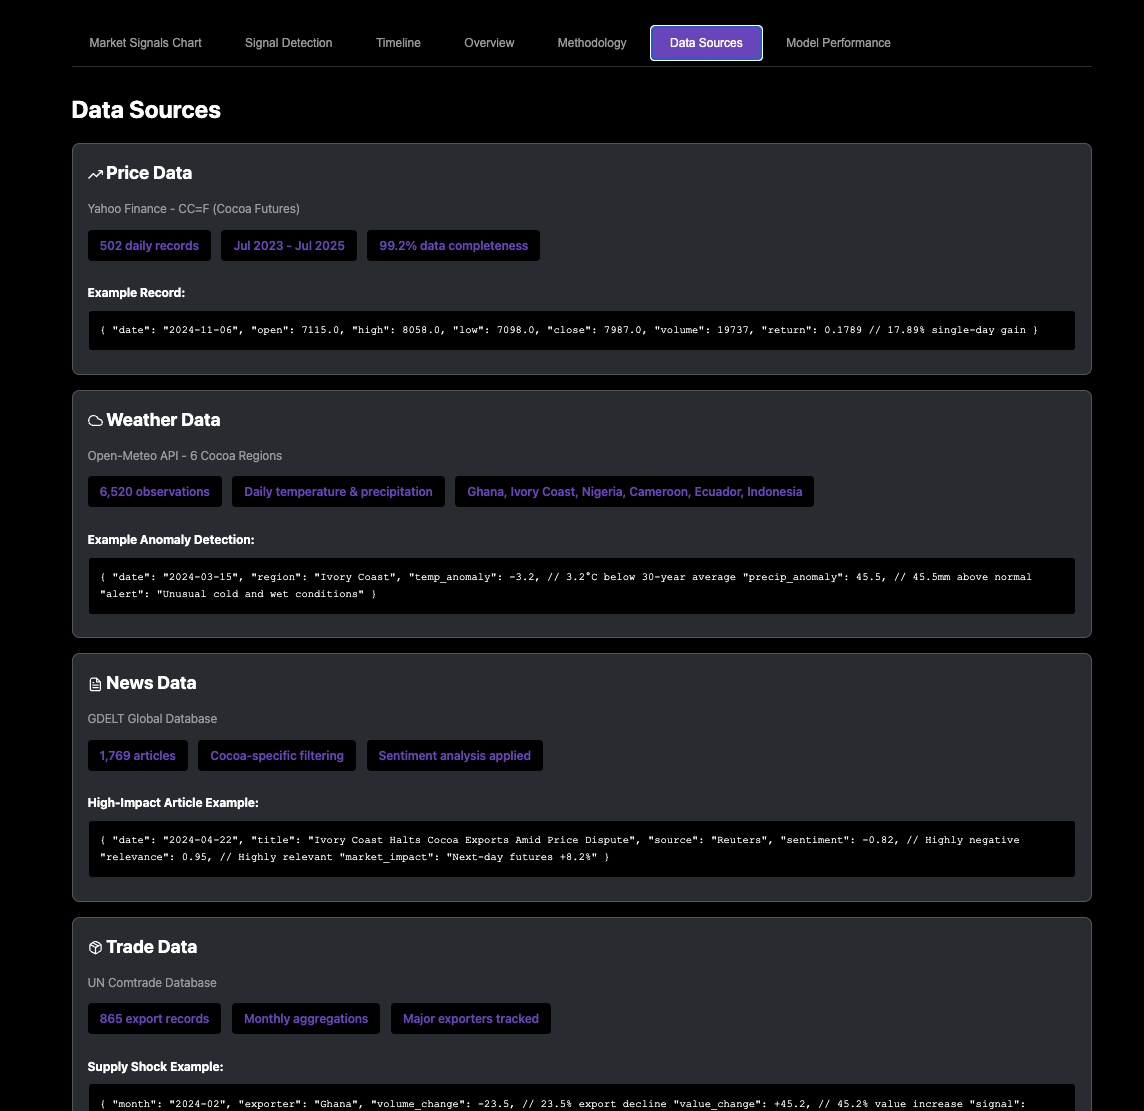 Market Signals Chart Signal Detection Timeline Overview Methodology Data Sources Model Performance
Data Sources
Price Data
Yahoo Finance - CC=F (Cocoa Futures)
502 daily records Jul 2023 - Jul 2025 99.2% data completeness
Example Record:
{ "date": "2024-11-06", "open": 7115.0, "high": 8058.0, "low": 7098.0, "close": 7987.0, "volume": 19737, "return": 0.1789 // 17.89% single-day gain }
Weather Data
Open-Meteo API - 6 Cocoa Regions
6,520 observations Daily temperature & precipitation Ghana, Ivory Coast, Nigeria, Cameroon, Ecuador, Indonesia
Example Anomaly Detection:
{ "date": "2024-03-15", "region": "Ivory Coast", "temp_anomaly": -3.2, // 3.2°C below 30-year average "precip_anomaly": 45.5, // 45.5mm above normal
"alert": "Unusual cold and wet conditions" }
News Data
GDELT Global Database
1,769 articles Cocoa-specific filtering Sentiment analysis applied
High-Impact Article Example:
{ "date": "2024-04-22", "title": "Ivory Coast Halts Cocoa Exports Amid Price Dispute", "source": "Reuters", "sentiment": -0.82, // Highly negative
"relevance": 0.95, // Highly relevant "market_impact": "Next-day futures +8.2%" }
Trade Data
UN Comtrade Database
865 export records Monthly aggregations Major exporters tracked
Supply Shock Example:
{ "month": "2024-02", "exporter": "Ghana", "volume_change": -23.5, // 23.5% export decline "value_change": +45.2, // 45.2% value increase "signal":